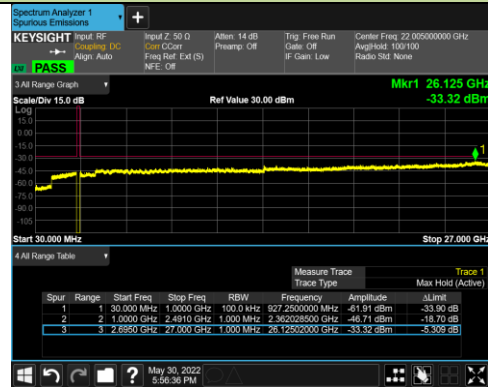 Spectrum Analyzer 1
Spurious Emissions
KEYSIGHT Input: RF Input Z: 50 Ω Atten: 14 dB Trig: Free Run Center Freq: 22.005000000 GHz
Coupling: DC Corr CCorr Preamp: Off Gate: Off Avg|Hold: 100/100
Align: Auto Freq Ref: Ext (S) IF Gain: Low Radio Std: None
NFE: Off
PASS
3 All Range Graph
Mkr1 26.125 GHz
Scale/Div 15.0 dB Ref Value 30.00 dBm -33.32 dBm
Log
15.0
0.00
-15.0
-30.0
-45.0
-60.0
-75.0
-90.0
-105
1
Start 30.000 MHz Stop 27.000 GHz
4 All Range Table
Measure Trace Trace 1
Trace Type Max Hold (Active)
Spur Range Start Freq Stop Freq RBW Frequency Amplitude ΔLimit
1 1 30.000 MHz 1.0000 GHz 100.0 kHz 927.2500000 MHz -61.91 dBm -33.90 dB
2 2 1.0000 GHz 2.4910 GHz 1.000 MHz 2.362028500 GHz -46.71 dBm -18.70 dB
3 3 2.6950 GHz 27.000 GHz 1.000 MHz 26.12502000 GHz -33.32 dBm -5.309 dB
?
May 30, 2022
5:56:36 PM